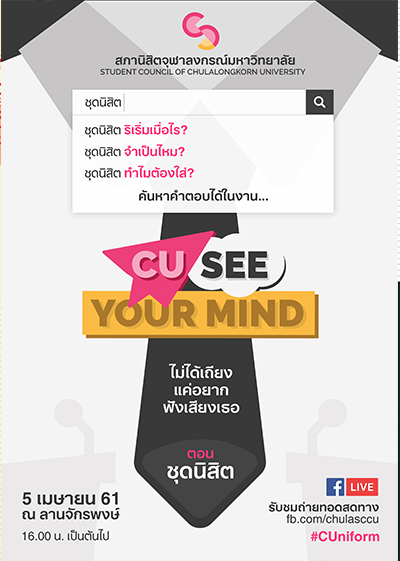 สภานิสิตจุฬาลงกรณ์มหาวิทยาลัย
STUDENT COUNCIL OF CHULALONGKORN UNIVERSITY
ชุดนิสิต
ชุดนิสิต ริเริ่มเมื่อไร?
ชุดนิสิต จำเป็นไหม?
ชุดนิสิต ทำไมต้องใส่?
ค้นหาคำตอบได้ในงาน...
CU SEE
YOUR MIND
ไม่ได้เถียง
แค่อยาก
ฟังเสียงเธอ
ตอน
ชุดนิสิต
5 เมษายน 61
ณ ลานจักรพงษ์
16.00 น. เป็นต้นไป
f LIVE
รับชมถ่ายทอดสดทาง
fb.com/chulasccu
#CUniform